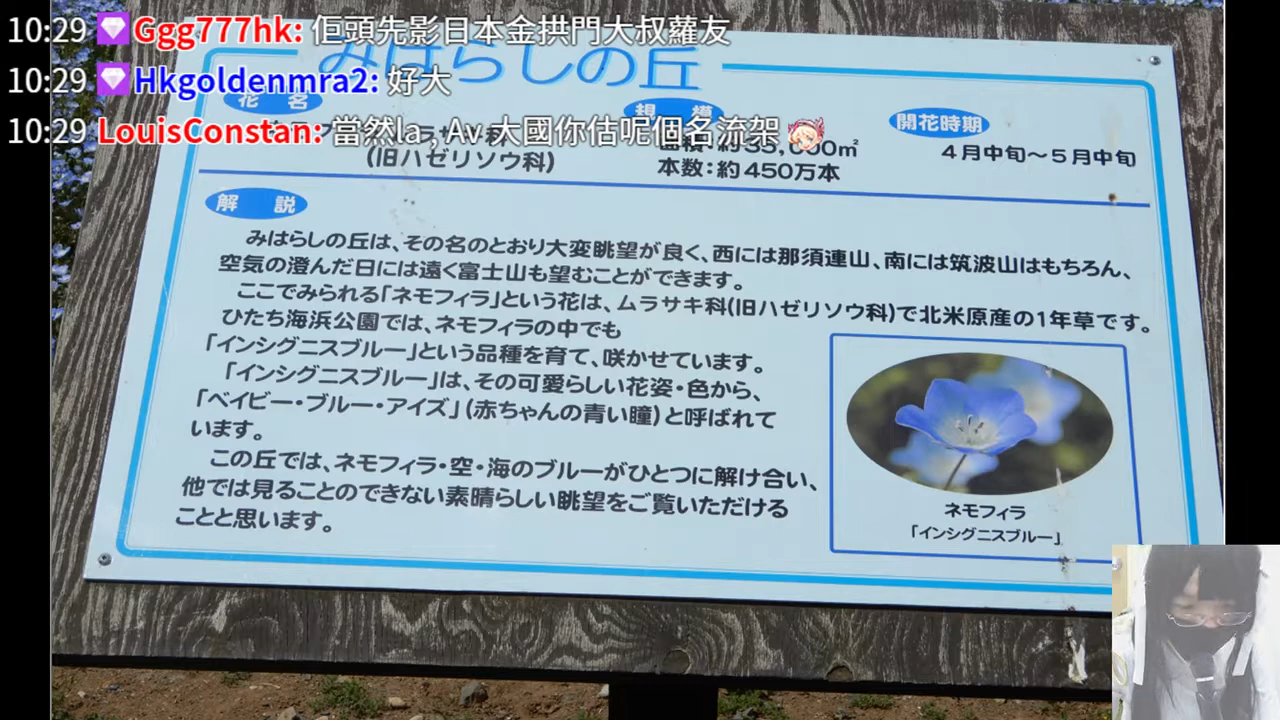 10:29 Ggg777hk: 佢頭先影日本金拱門大叔蘿友
みはらしの丘
10:29 Hkgoldenmra2: 好大
花 名
規 模
開花時期
10:29 LouisConstan: 當然la, Av 大國你估呢個名流架
4月中旬～5月中旬
(旧ハゼリソウ科)
本数：約450万本
解 説
みはらしの丘は、その名のとおり大変眺望が良く、西には那須連山、南には筑波山はもちろん、
空気の澄んだ日には遠く富士山も望むことができます。
ここでみられる「ネモフィラ」という花は、ムラサキ科(旧ハゼリソウ科)で北米原産の1年草です。
ひたち海浜公園では、ネモフィラの中でも
「インシグニスブルー」という品種を育て、咲かせています。
「インシグニスブルー」は、その可愛らしい花姿・色から、
「ベイビー・ブルー・アイズ」(赤ちゃんの青い瞳)と呼ばれて
います。
この丘では、ネモフィラ・空・海のブルーがひとつに解け合い、
他では見ることのできない素晴らしい眺望をご覧いただける
ことと思います。
ネモフィラ
「インシグニスブルー」